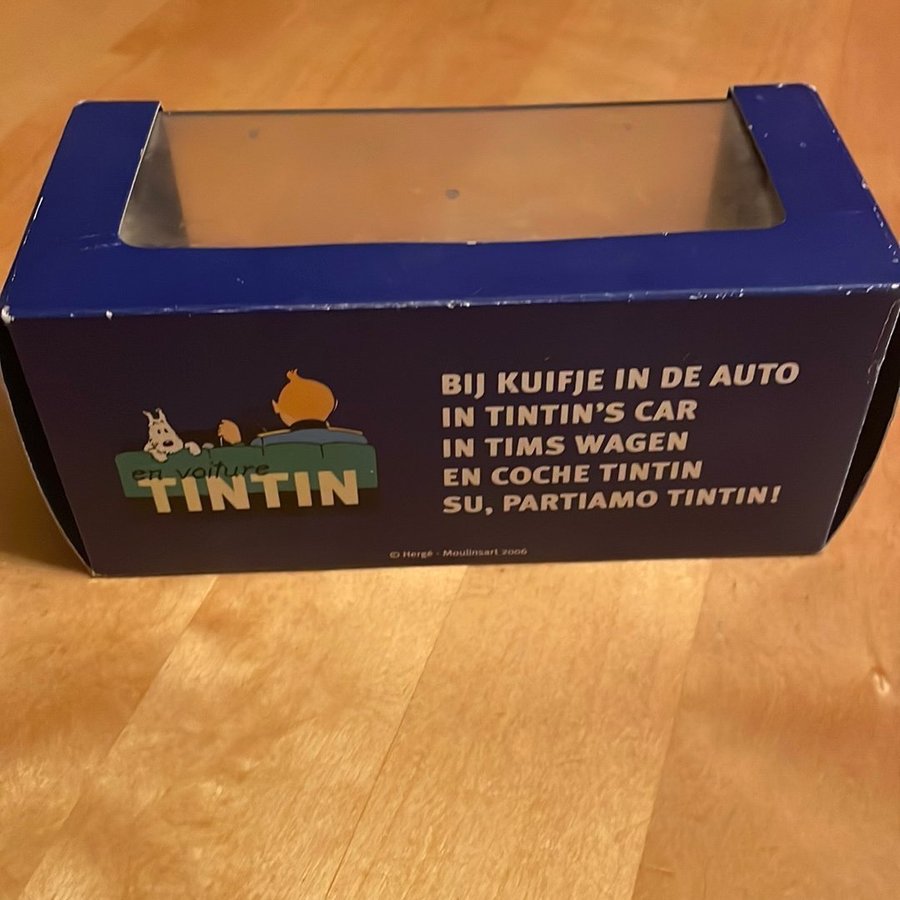 en voiture
TINTIN
BIJ KUIFJE IN DE AUTO
IN TINTIN'S CAR
IN TIMS WAGEN
EN COCHE TINTIN
SU, PARTIAMO TINTIN!
© Hergé - Moulinsart 2006